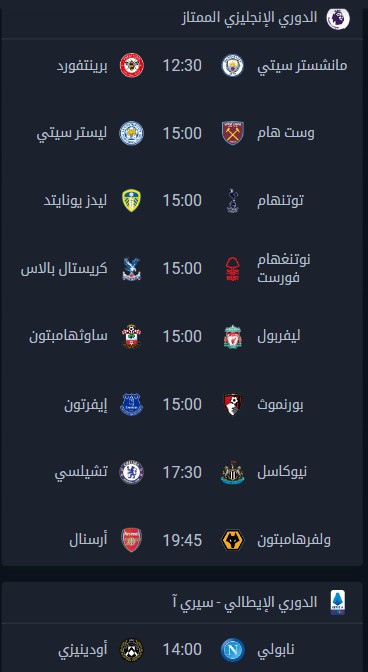 الدوري الإنجليزي الممتاز
مانشستر سيتي 12:30 برينتفورد
وست هام 15:00 ليستر سيتي
توتنهام 15:00 ليدز يونايتد
نوتنغهام
فورست 15:00 كريستال بالاس
ليفربول 15:00 ساوثهامبتون
بورنموث 15:00 إيفرتون
نيوكاسل 17:30 تشيلسي
ولفرهامبتون 19:45 أرسنال
الدوري الإيطالي - سيري آ
نابولي 14:00 أودينيزي